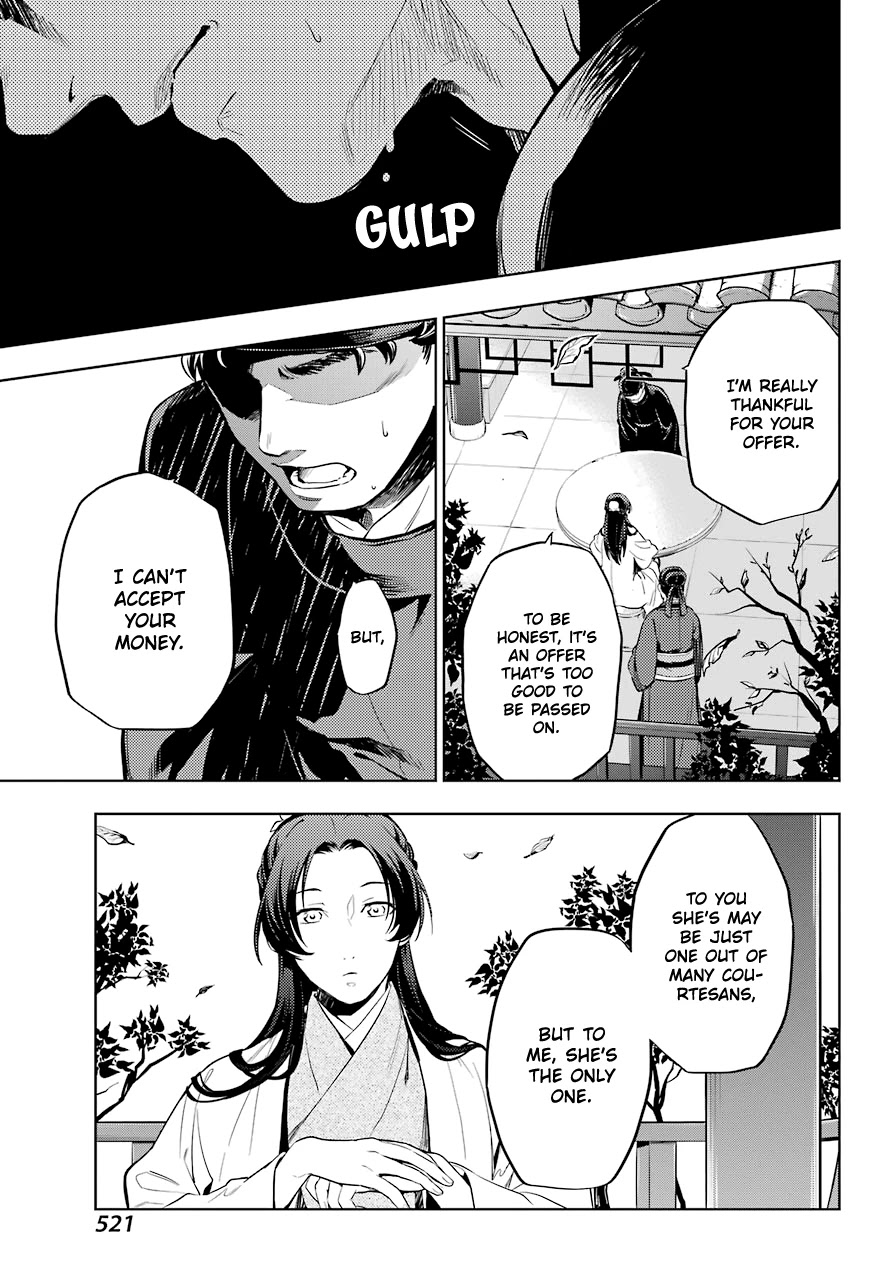 GULP
I'M REALLY
THANKFUL
FOR YOUR
OFFER.
TO BE
HONEST, IT'S
AN OFFER
THAT'S TOO
GOOD TO
BE PASSED
ON.
BUT,
I CAN'T
ACCEPT
YOUR
MONEY.
TO YOU
SHE'S MAY
BE JUST
ONE OUT OF
MANY COU-
RTESANS,
BUT TO
ME, SHE'S
THE ONLY
ONE.
521